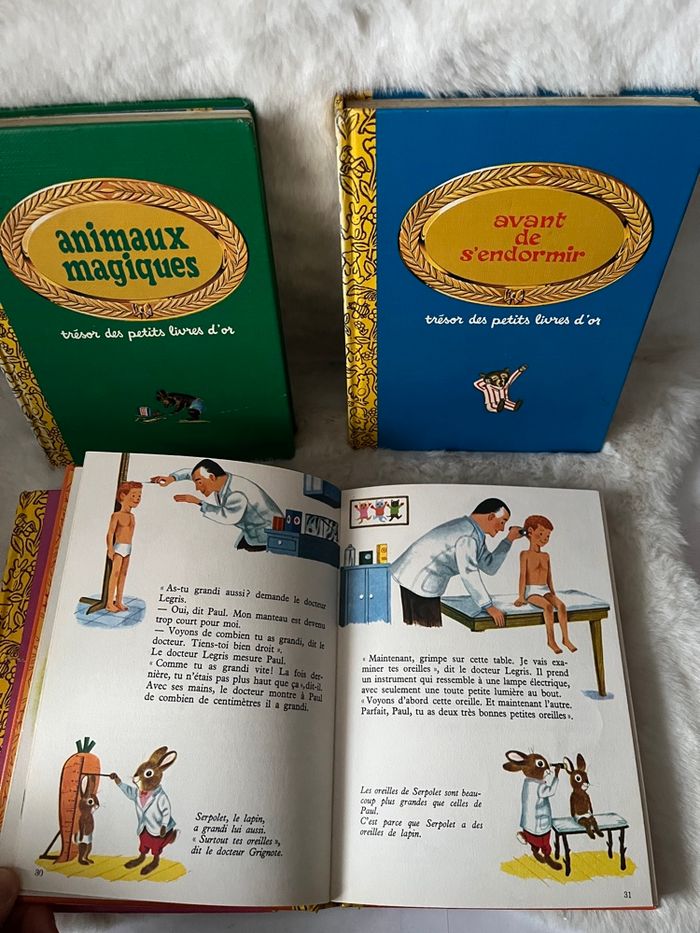 animaux
magiques
trésor des petits livres d'or
avant
de
s'endormir
trésor des petits livres d'or
« As-tu grandi aussi ? demande le docteur
Legris.
— Oui, dit Paul. Mon manteau est devenu
trop court pour moi.
— Voyons de combien tu as grandi, dit le
docteur. Tiens-toi bien droit ».
Le docteur Legris mesure Paul.
« Comme tu as grandi vite ! La fois der-
nière, tu n'étais pas plus haut que ça », dit-il.
Avec ses mains, le docteur montre à Paul
de combien de centimètres il a grandi.
Serpolet, le lapin,
a grandi lui aussi.
« Surtout tes oreilles »,
dit le docteur Grignote.
30
« Maintenant, grimpe sur cette table. Je vais exa-
miner tes oreilles », dit le docteur Legris. Il prend
un instrument qui ressemble à une lampe électrique,
avec seulement une toute petite lumière au bout.
« Voyons d'abord cette oreille. Et maintenant l'autre.
Parfait, Paul, tu as deux très bonnes petites oreilles ».
Les oreilles de Serpolet sont beau-
coup plus grandes que celles de
Paul.
C'est parce que Serpolet a des
oreilles de lapin.
31